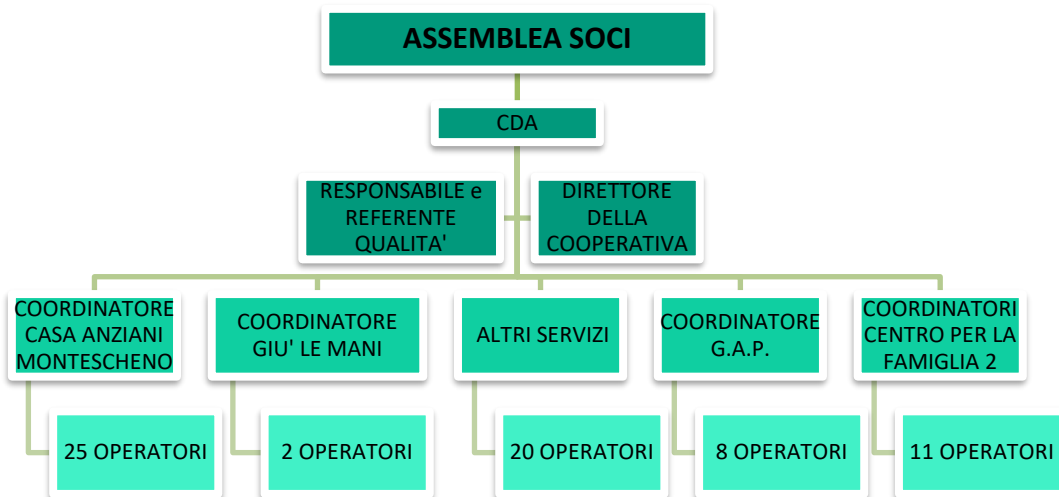 ASSEMBLEA SOCI
CDA
RESPONSABILE e
REFERENTE
QUALITA'
DIRETTORE
DELLA
COOPERATIVA
COORDINATORE
CASA ANZIANI
MONTESCHENO
COORDINATORE
GIU' LE MANI
ALTRI SERVIZI
COORDINATORE
G.A.P.
COORDINATORI
CENTRO PER LA
FAMIGLIA 2
25 OPERATORI
2 OPERATORI
20 OPERATORI
8 OPERATORI
11 OPERATORI